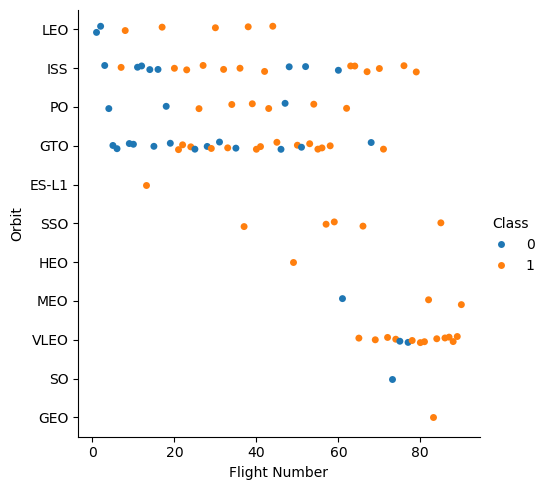 LEO
ISS
PO
GTO
ES-L1
SSO
HEO
MEO
VLEO
SO
GEO
Orbit
0 20 40 60 80
Flight Number
Class
0
1